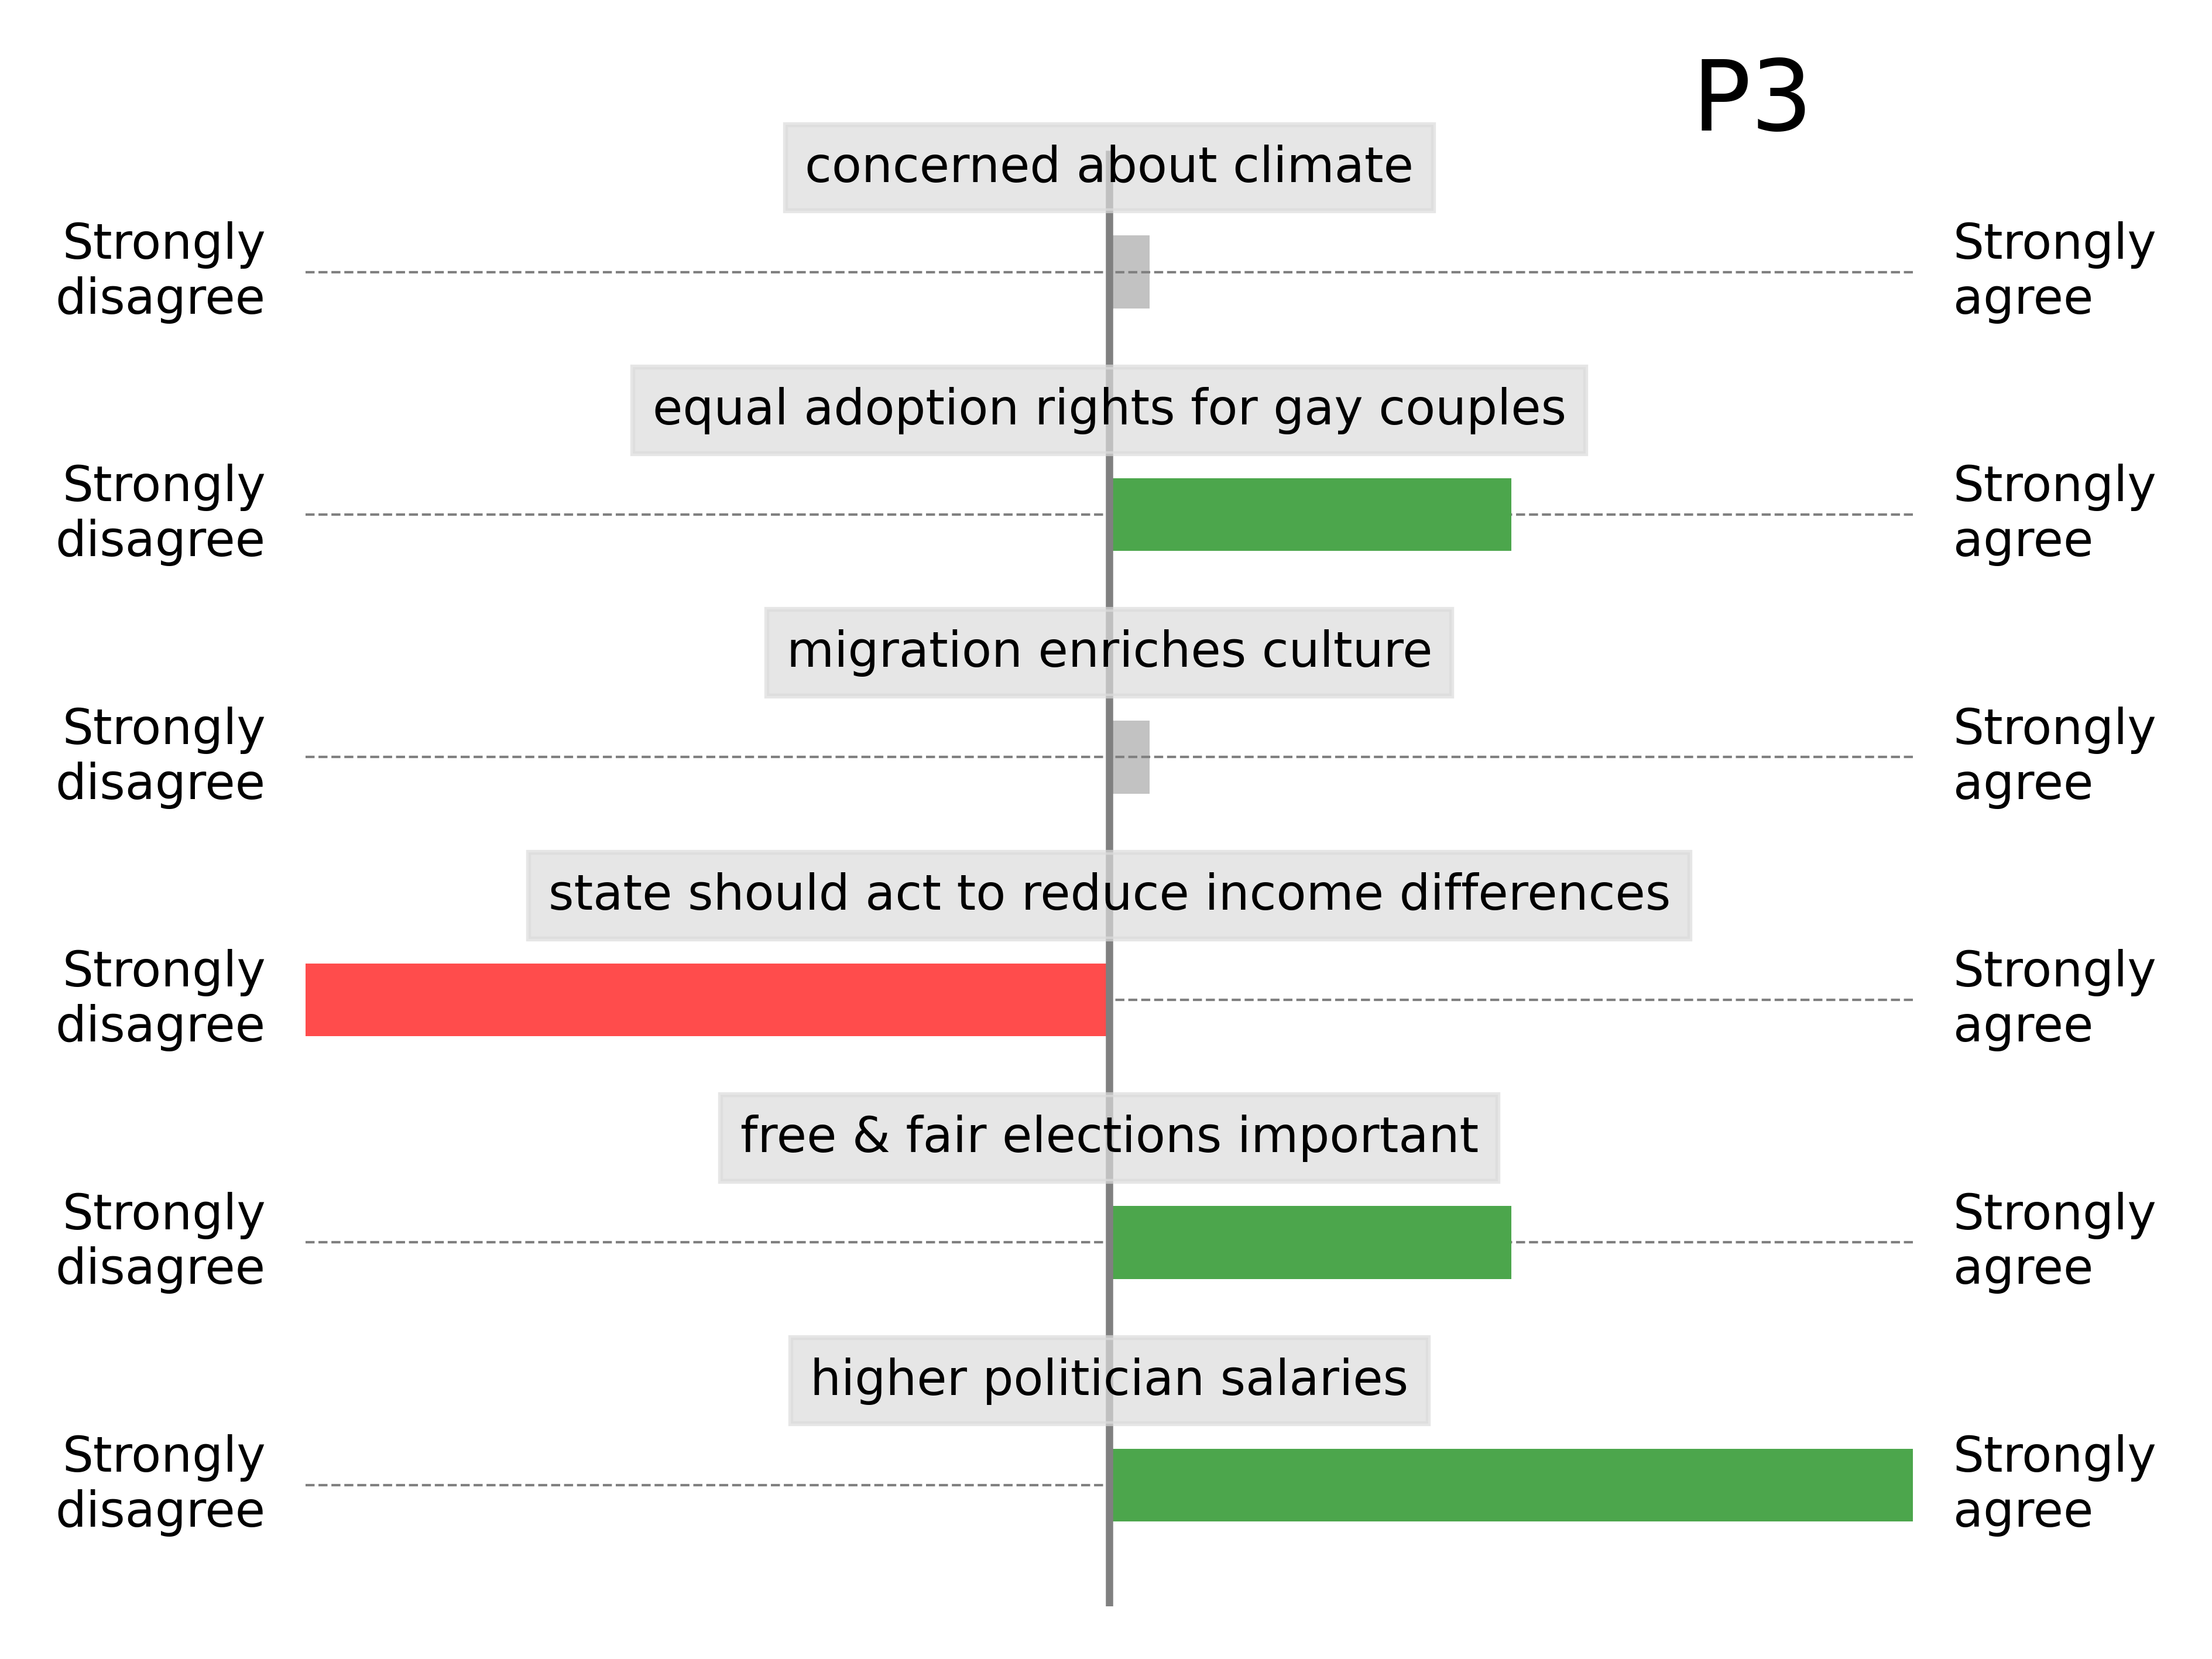 P3
concerned about climate
Strongly
disagree
Strongly
agree
equal adoption rights for gay couples
Strongly
disagree
Strongly
agree
migration enriches culture
Strongly
disagree
Strongly
agree
state should act to reduce income differences
Strongly
disagree
Strongly
agree
free & fair elections important
Strongly
disagree
Strongly
agree
higher politician salaries
Strongly
disagree
Strongly
agree